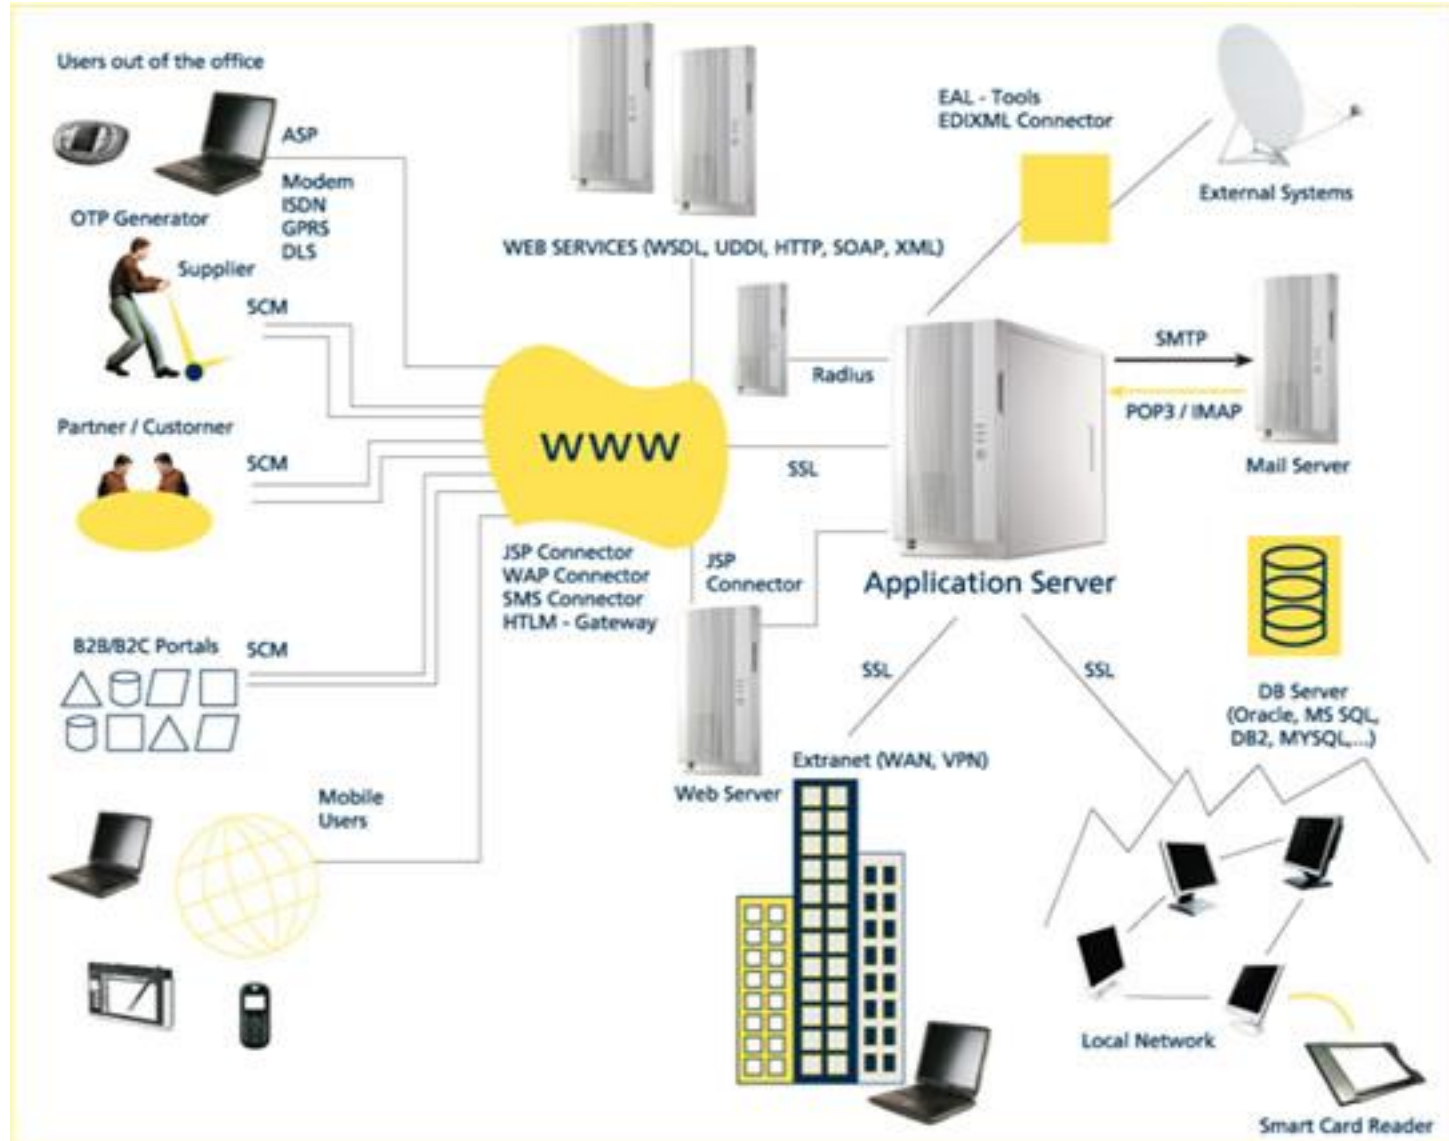 Users out of the office
ASP
Modem
ISDN
GPRS
DLS
OTP Generator
Supplier
SCM
Partner / Custorner
SCM
B2B/B2C Portals
SCM
Mobile
Users
WEB SERVICES (WSDL, UDDI, HTTP, SOAP, XML)
EAL - Tools
EDIXML Connector
External Systems
Radius
SMTP
POP3 / IMAP
Mail Server
WWW
SSL
JSP Connector
WAP Connector
SMS Connector
HTLM - Gateway
JSP
Connector
Application Server
Web Server
SSL
SSL
DB Server
(Oracle, MS SQL,
DB2, MYSQL,...)
Extranet (WAN, VPN)
Local Network
Smart Card Reader